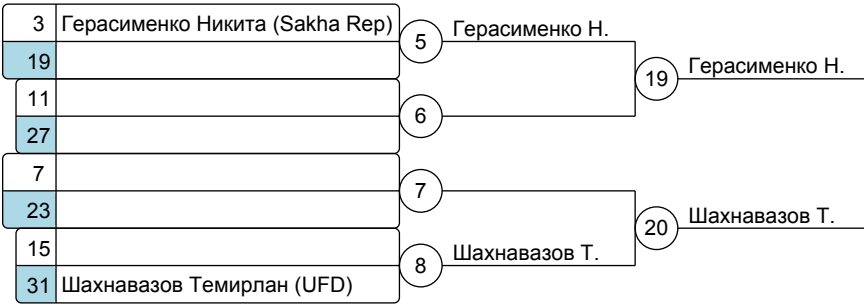 3 Герасименко Никита (Sakha Rep)
19
5 Герасименко Н.
11
27
6
19 Герасименко Н.
7
23
7
15
31 Шахнавазов Темирлан (UFD)
8 Шахнавазов Т.
20 Шахнавазов Т.